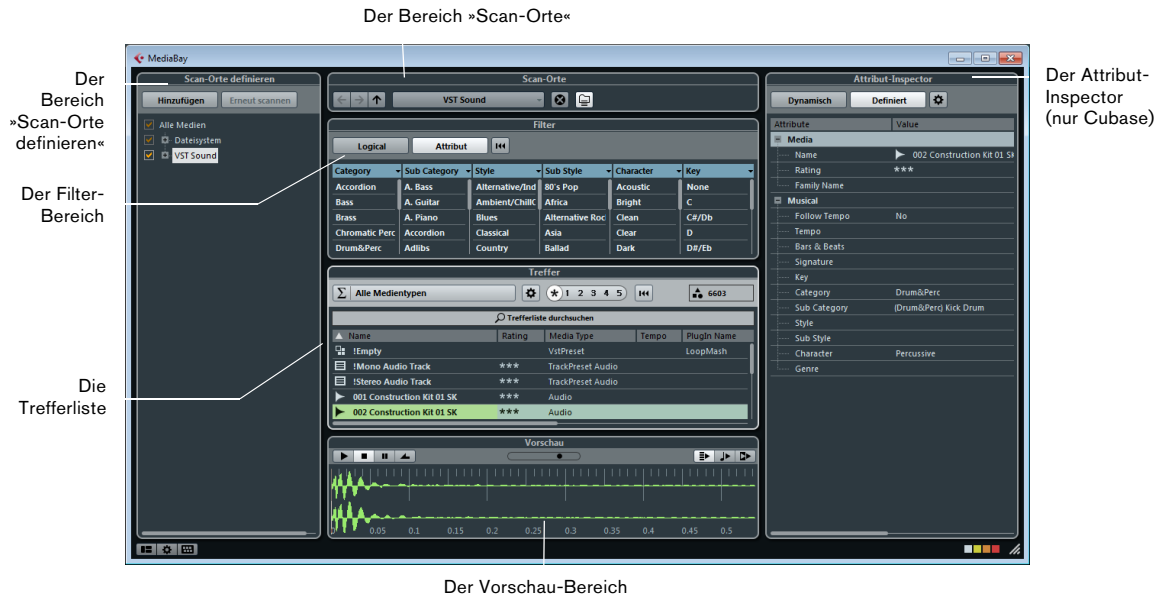 Der Bereich »Scan-Orte«
Der
Bereich
»Scan-Orte
definieren«
Der Filter-
Bereich
Die
Trefferliste
Der Attribut-
Inspector
(nur Cubase)
MediaBay
Scan-Orte definieren
Hinzufügen Erneut scannen
Alle Medien
Dateisystem
VST Sound
Scan-Orte
VST Sound
Filter
Logical Attribut
Category Sub Category Style Sub Style Character Key
Accordion A. Bass Alternative/Ind 80's Pop Acoustic None
Bass A. Guitar Ambient/ChillC Africa Bright C
Brass A. Piano Blues Alternative Roc Clean C#/Db
Chromatic Perc Accordion Classical Asia Clear D
Drum&Perc Adlibs Country Ballad Dark D#/Eb
Treffer
Alle Medientypen 1 2 3 4 5 6603
Trefferliste durchsuchen
Name Rating Media Type Tempo PlugIn Name
!Empty VstPreset LoopMash
!Mono Audio Track *** TrackPreset Audio
!Stereo Audio Track *** TrackPreset Audio
001 Construction Kit 01 SK *** Audio
002 Construction Kit 01 SK *** Audio
Vorschau
0.05 0.1 0.15 0.2 0.25 0.3 0.35 0.4 0.45 0.5
Attribut-Inspector
Dynamisch Definiert
Attribute Value
Media
Name 002 Construction Kit 01 SK
Rating ***
Family Name
Musical
Follow Tempo No
Tempo
Bars & Beats
Signature
Key
Category Drum&Perc
Sub Category (Drum&Perc) Kick Drum
Style
Sub Style
Character Percussive
Genre
Der Vorschau-Bereich